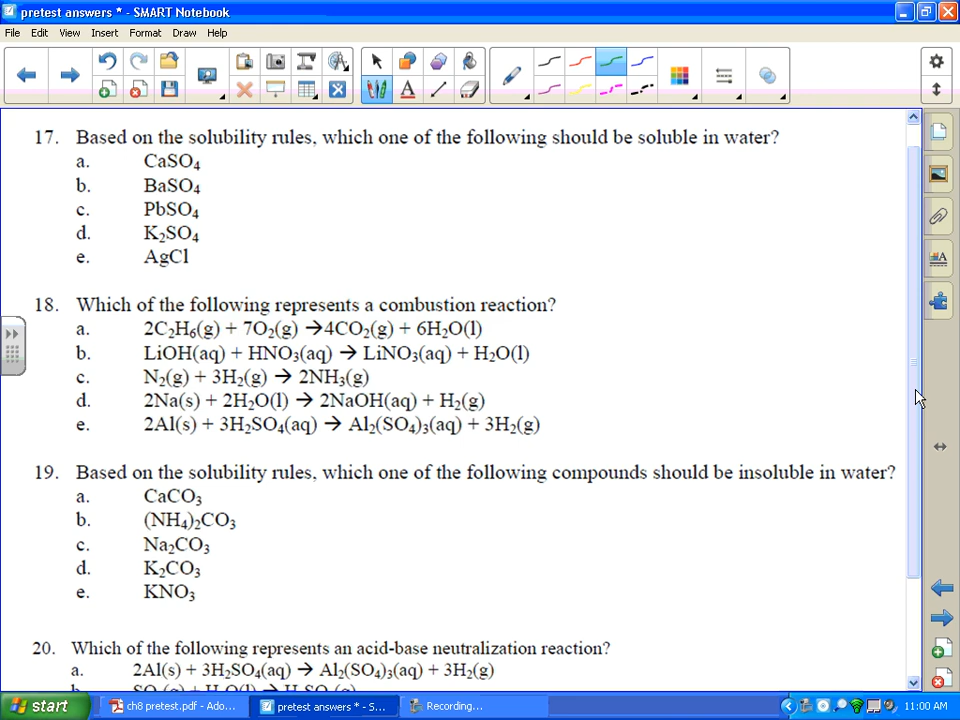 pretest answers * - SMART Notebook
File Edit View Insert Format Draw Help
17. Based on the solubility rules, which one of the following should be soluble in water?
a. CaSO₄
b. BaSO₄
c. PbSO₄
d. K₂SO₄
e. AgCl
18. Which of the following represents a combustion reaction?
a. 2C₂H₆(g) + 7O₂(g) →4CO₂(g) + 6H₂O(l)
b. LiOH(aq) + HNO₃(aq) → LiNO₃(aq) + H₂O(l)
c. N₂(g) + 3H₂(g) → 2NH₃(g)
d. 2Na(s) + 2H₂O(l) → 2NaOH(aq) + H₂(g)
e. 2Al(s) + 3H₂SO₄(aq) → Al₂(SO₄)₃(aq) + 3H₂(g)
19. Based on the solubility rules, which one of the following compounds should be insoluble in water?
a. CaCO₃
b. (NH₄)₂CO₃
c. Na₂CO₃
d. K₂CO₃
e. KNO₃
20. Which of the following represents an acid-base neutralization reaction?
a. 2Al(s) + 3H₂SO₄(aq) → Al₂(SO₄)₃(aq) + 3H₂(g)
start ch8 pretest.pdf - Ado... pretest answers * - S... Recording... 11:00 AM